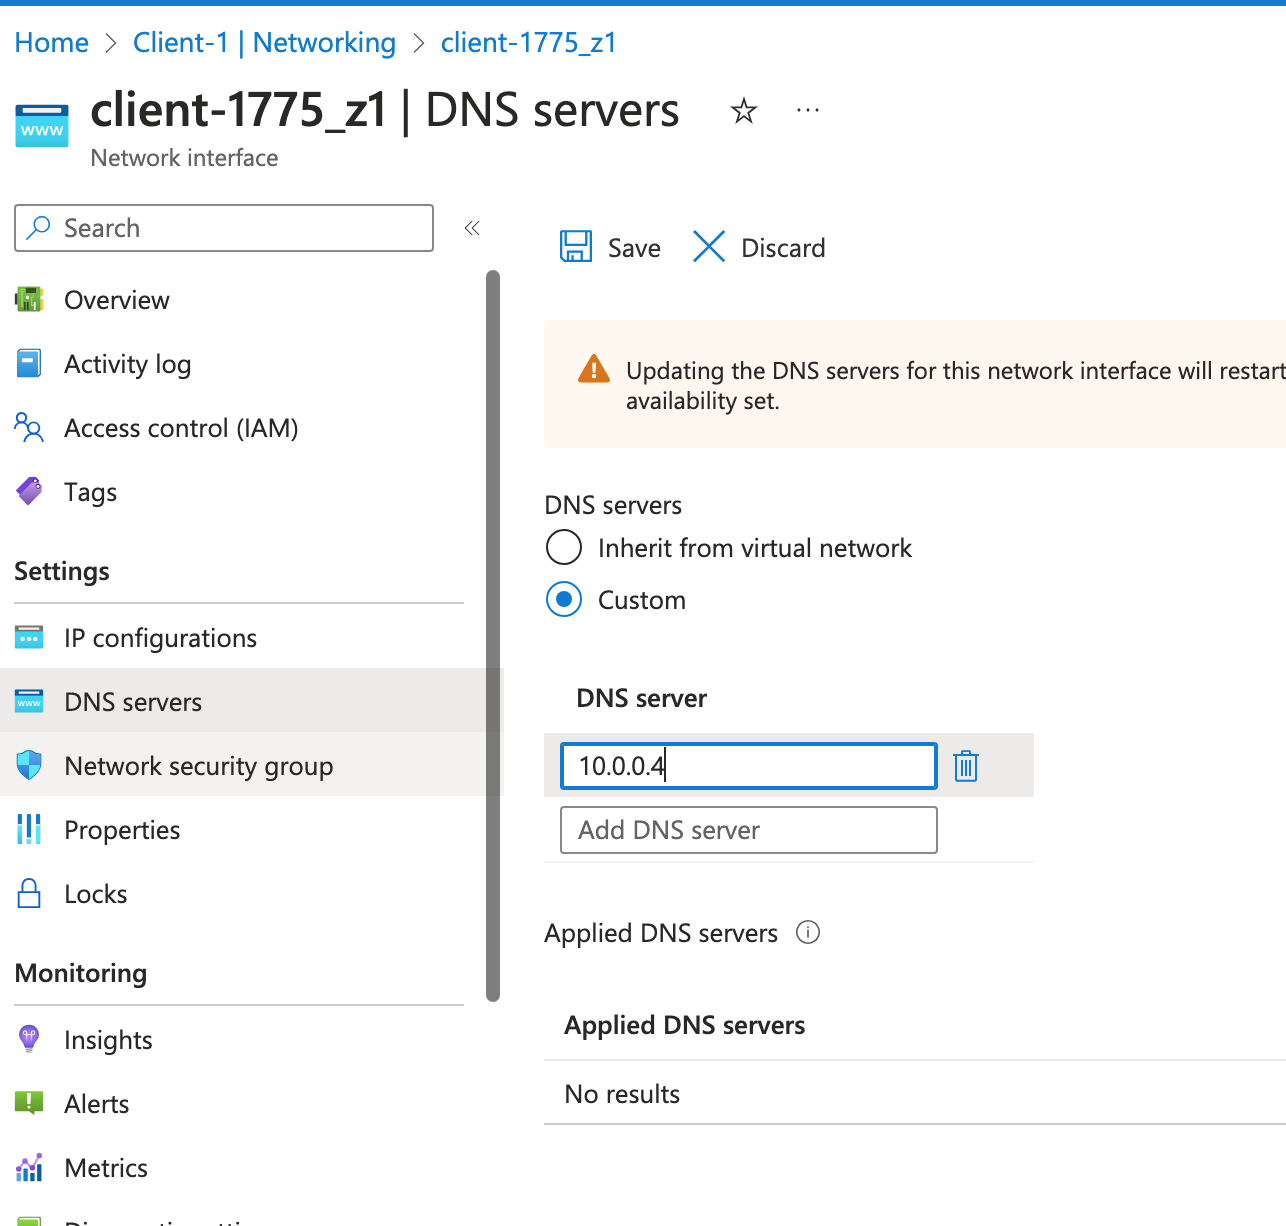 Home > Client-1 | Networking > client-1775_z1
client-1775_z1 | DNS servers
Network interface
Search
Overview
Activity log
Access control (IAM)
Tags
Settings
IP configurations
DNS servers
Network security group
Properties
Locks
Monitoring
Insights
Alerts
Metrics
Save
Discard
Updating the DNS servers for this network interface will restart
availability set.
DNS servers
Inherit from virtual network
Custom
DNS server
10.0.0.4
Add DNS server
Applied DNS servers
Applied DNS servers
No results